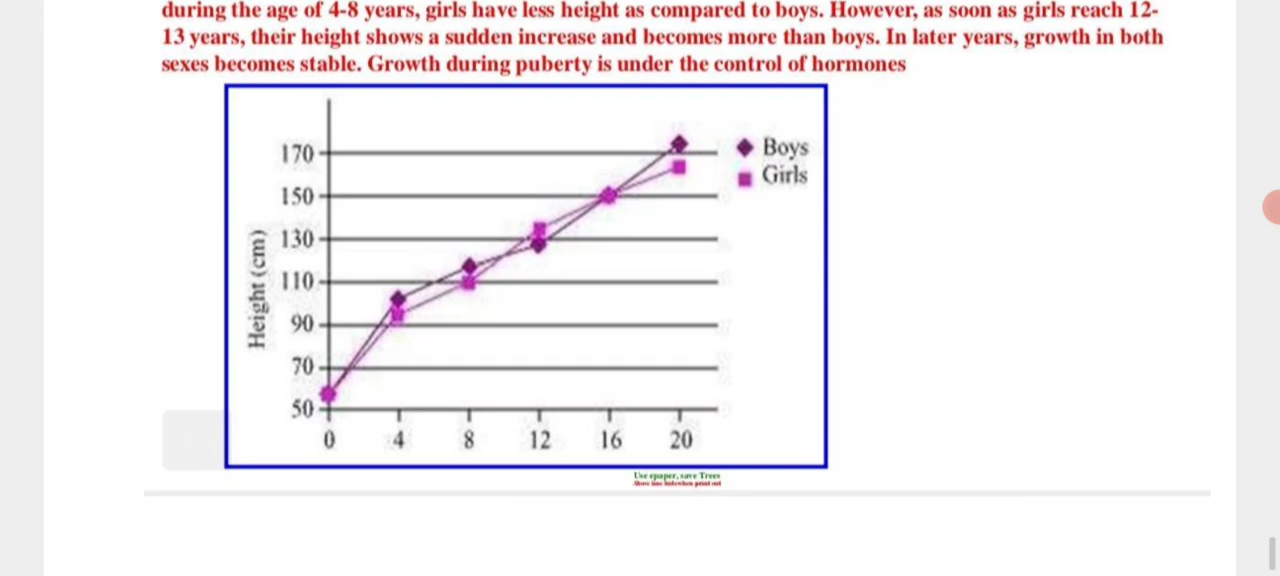 during the age of 4-8 years, girls have less height as compared to boys. However, as soon as girls reach 12-
13 years, their height shows a sudden increase and becomes more than boys. In later years, growth in both
sexes becomes stable. Growth during puberty is under the control of hormones
170
150
130
110
90
70
50
Height (cm)
0 4 8 12 16 20
Boys
Girls
Use epaper, save Trees